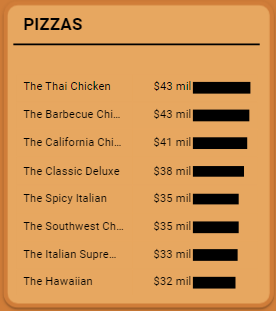 PIZZAS
The Thai Chicken $43 mil
The Barbecue Chi... $43 mil
The California Chi... $41 mil
The Classic Deluxe $38 mil
The Spicy Italian $35 mil
The Southwest Ch... $35 mil
The Italian Supre... $33 mil
The Hawaiian $32 mil